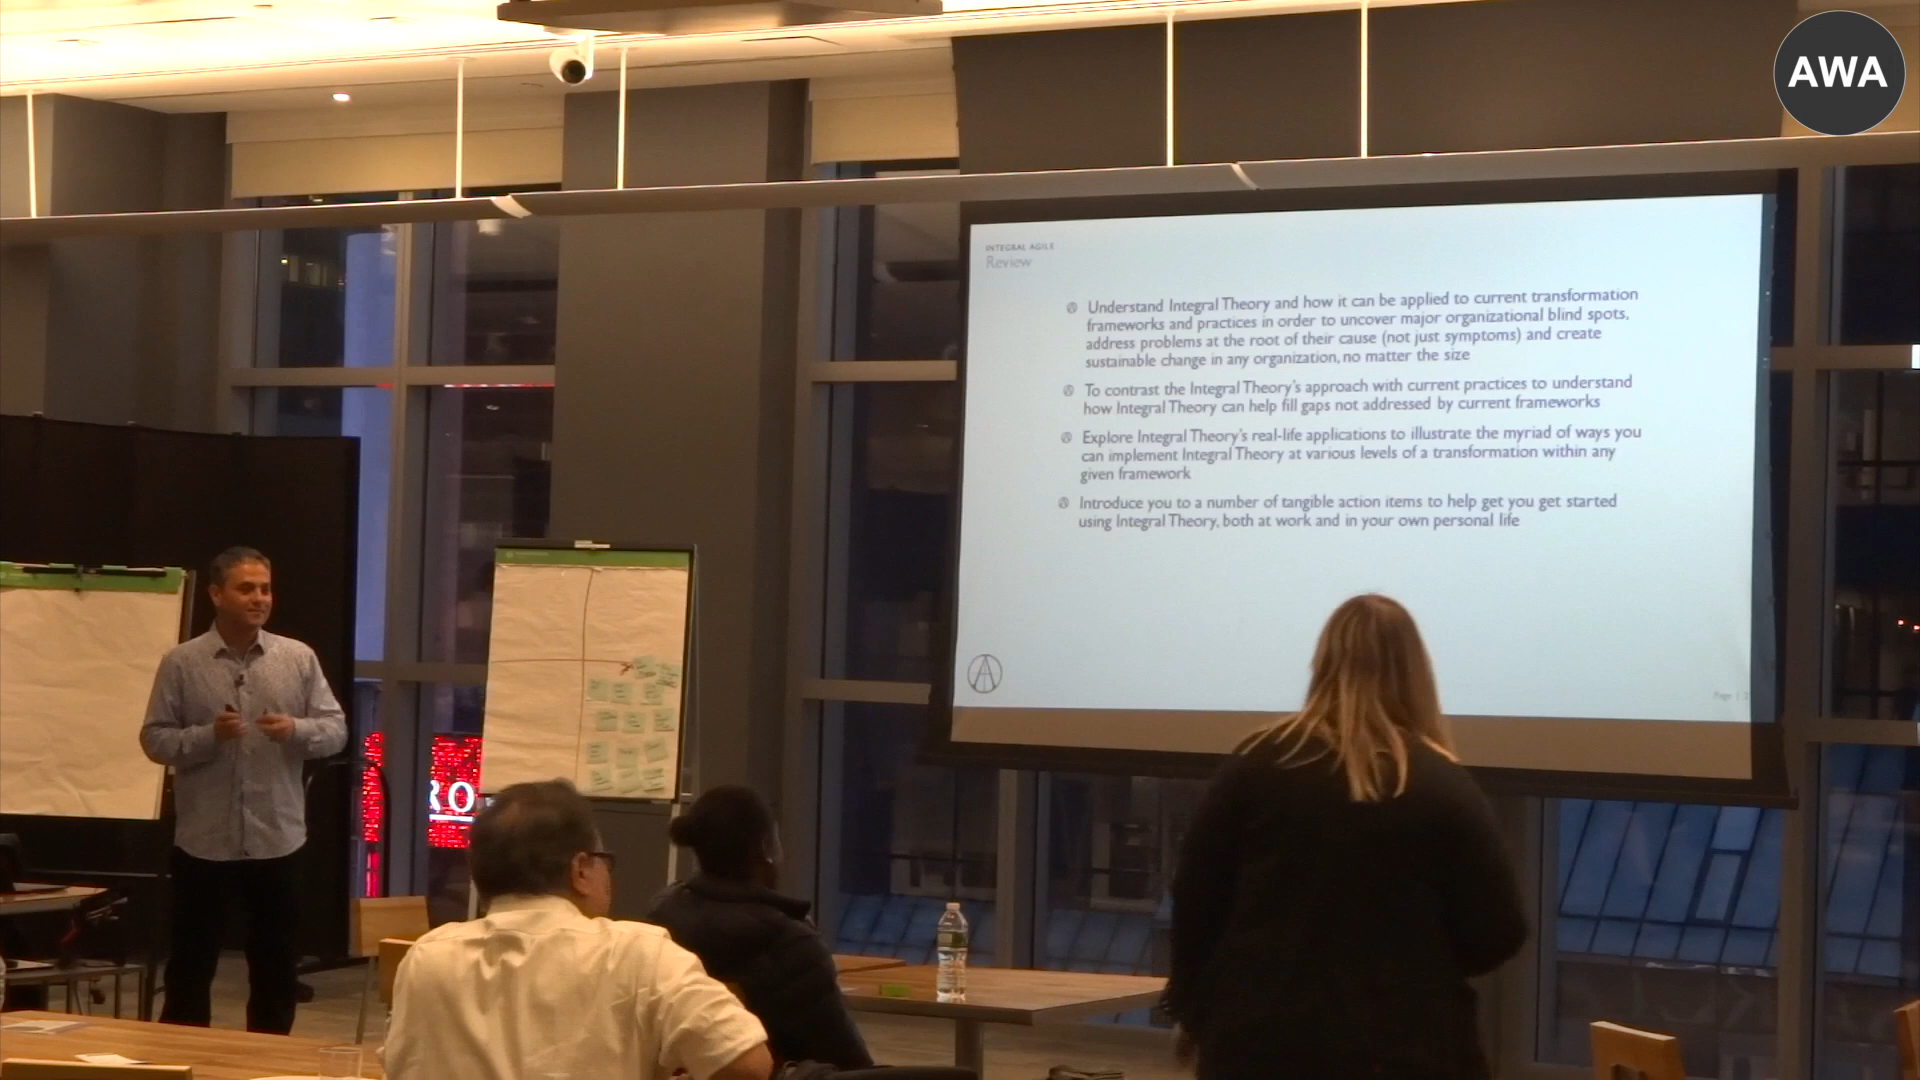 AWA
INTEGRAL AGILE
Review
Understand Integral Theory and how it can be applied to current transformation
frameworks and practices in order to uncover major organizational blind spots,
address problems at the root of their cause (not just symptoms) and create
sustainable change in any organization, no matter the size
To contrast the Integral Theory's approach with current practices to understand
how Integral Theory can help fill gaps not addressed by current frameworks
Explore Integral Theory's real-life applications to illustrate the myriad of ways you
can implement Integral Theory at various levels of a transformation within any
given framework
Introduce you to a number of tangible action items to help get you get started
using Integral Theory, both at work and in your own personal life
Page |
RO